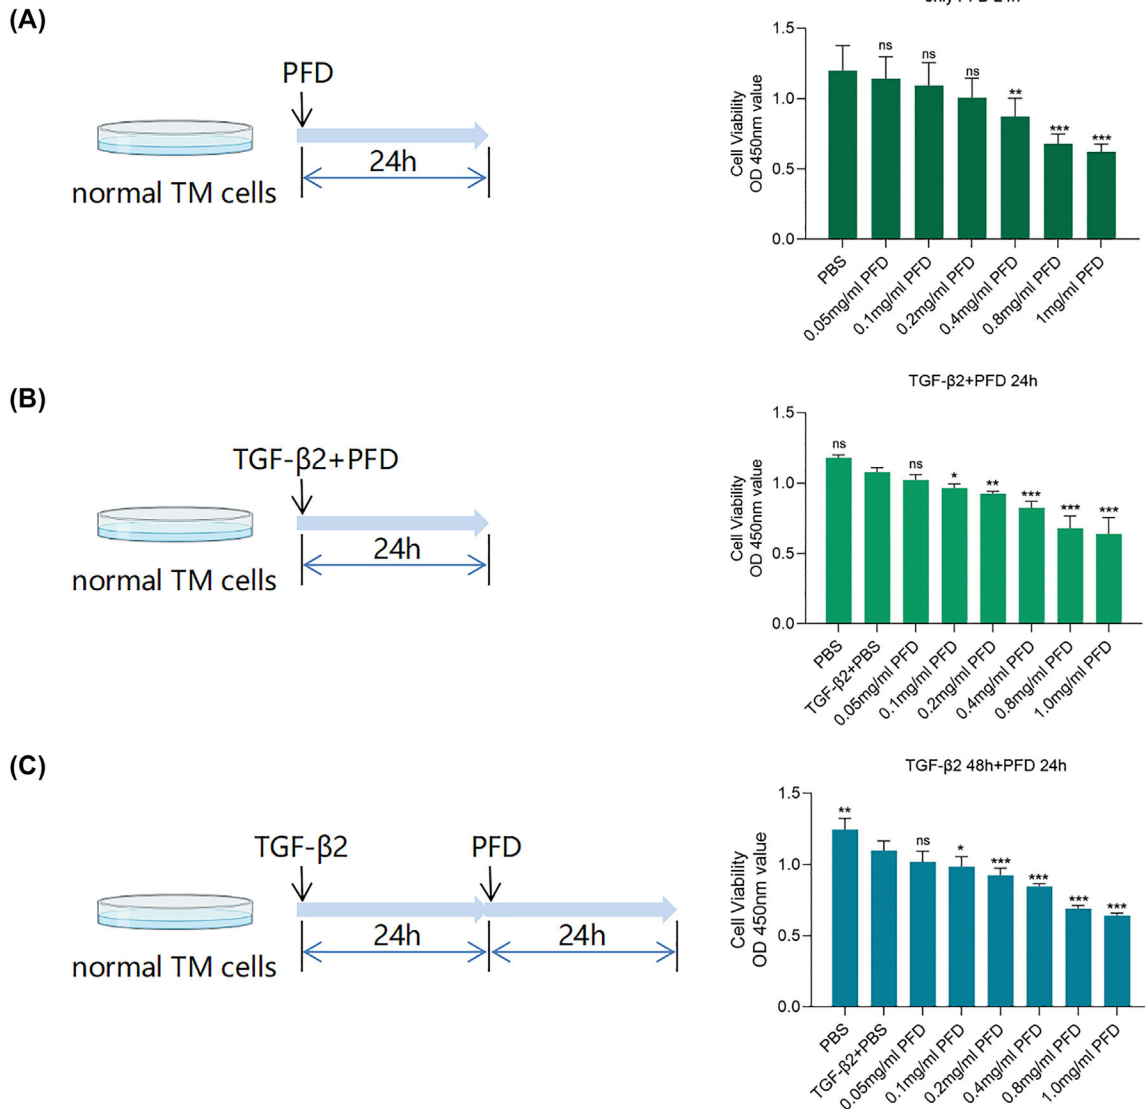 (A)
only PFD 24h
PFD
24h
normal TM cells
Cell Viability
OD 450nm value
1.5
1.0
0.5
0.0
ns
ns
ns
**
***
***
PBS
0.05mg/ml PFD
0.1mg/ml PFD
0.2mg/ml PFD
0.4mg/ml PFD
0.8mg/ml PFD
1mg/ml PFD
(B)
TGF-β2+PFD 24h
TGF-β2+PFD
24h
normal TM cells
Cell Viability
OD 450nm value
1.5
1.0
0.5
0.0
ns
ns
*
**
***
***
***
PBS
TGF-β2+PBS
0.05mg/ml PFD
0.1mg/ml PFD
0.2mg/ml PFD
0.4mg/ml PFD
0.8mg/ml PFD
1.0mg/ml PFD
(C)
TGF-β2 48h+PFD 24h
TGF-β2
PFD
24h
24h
normal TM cells
Cell Viability
OD 450nm value
1.5
1.0
0.5
0.0
**
ns
*
***
***
***
***
PBS
TGF-β2+PBS
0.05mg/ml PFD
0.1mg/ml PFD
0.2mg/ml PFD
0.4mg/ml PFD
0.8mg/ml PFD
1.0mg/ml PFD